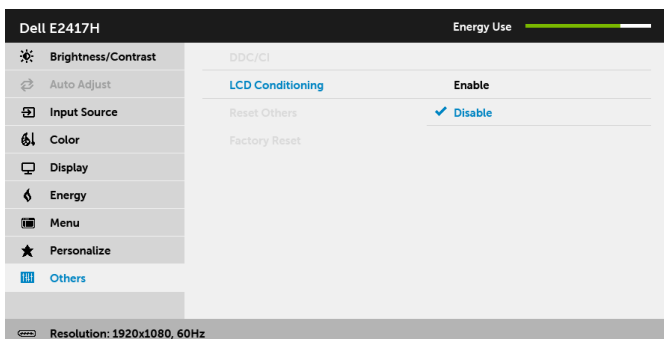 Dell E2417H
Energy Use
Brightness/Contrast
DDC/CI
Auto Adjust
LCD Conditioning
Enable
Input Source
Reset Others
Disable
Color
Factory Reset
Display
Energy
Menu
Personalize
Others
Resolution: 1920x1080, 60Hz